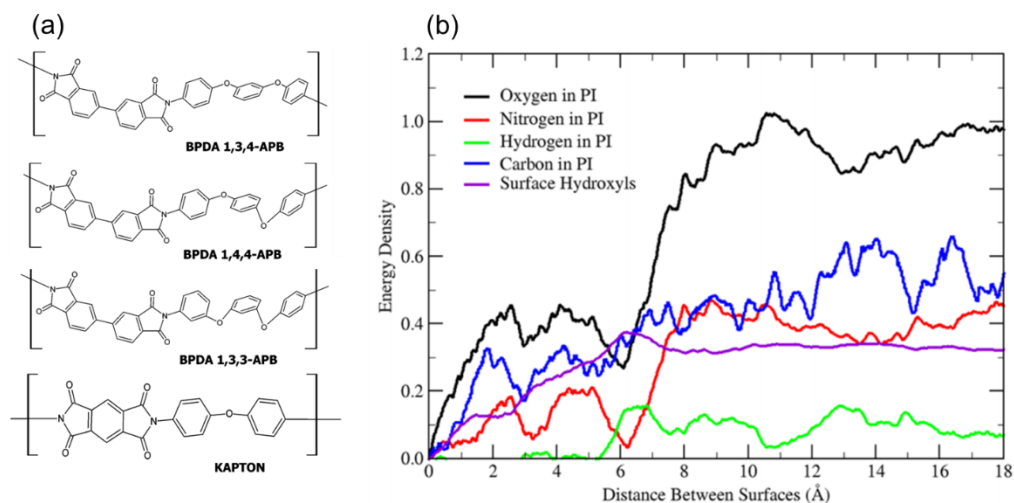 (a)
O
O
N
O
O
N
O
O
BPDA 1,3,4-APB
O
O
N
O
O
N
O
O
BPDA 1,4,4-APB
O
O
N
O
O
N
O
O
BPDA 1,3,3-APB
O
O
N
N
O
O
O
KAPTON
(b)
Energy Density
1.2
1.0
0.8
0.6
0.4
0.2
0.0
Oxygen in PI
Nitrogen in PI
Hydrogen in PI
Carbon in PI
Surface Hydroxyls
0 2 4 6 8 10 12 14 16 18
Distance Between Surfaces (Å)